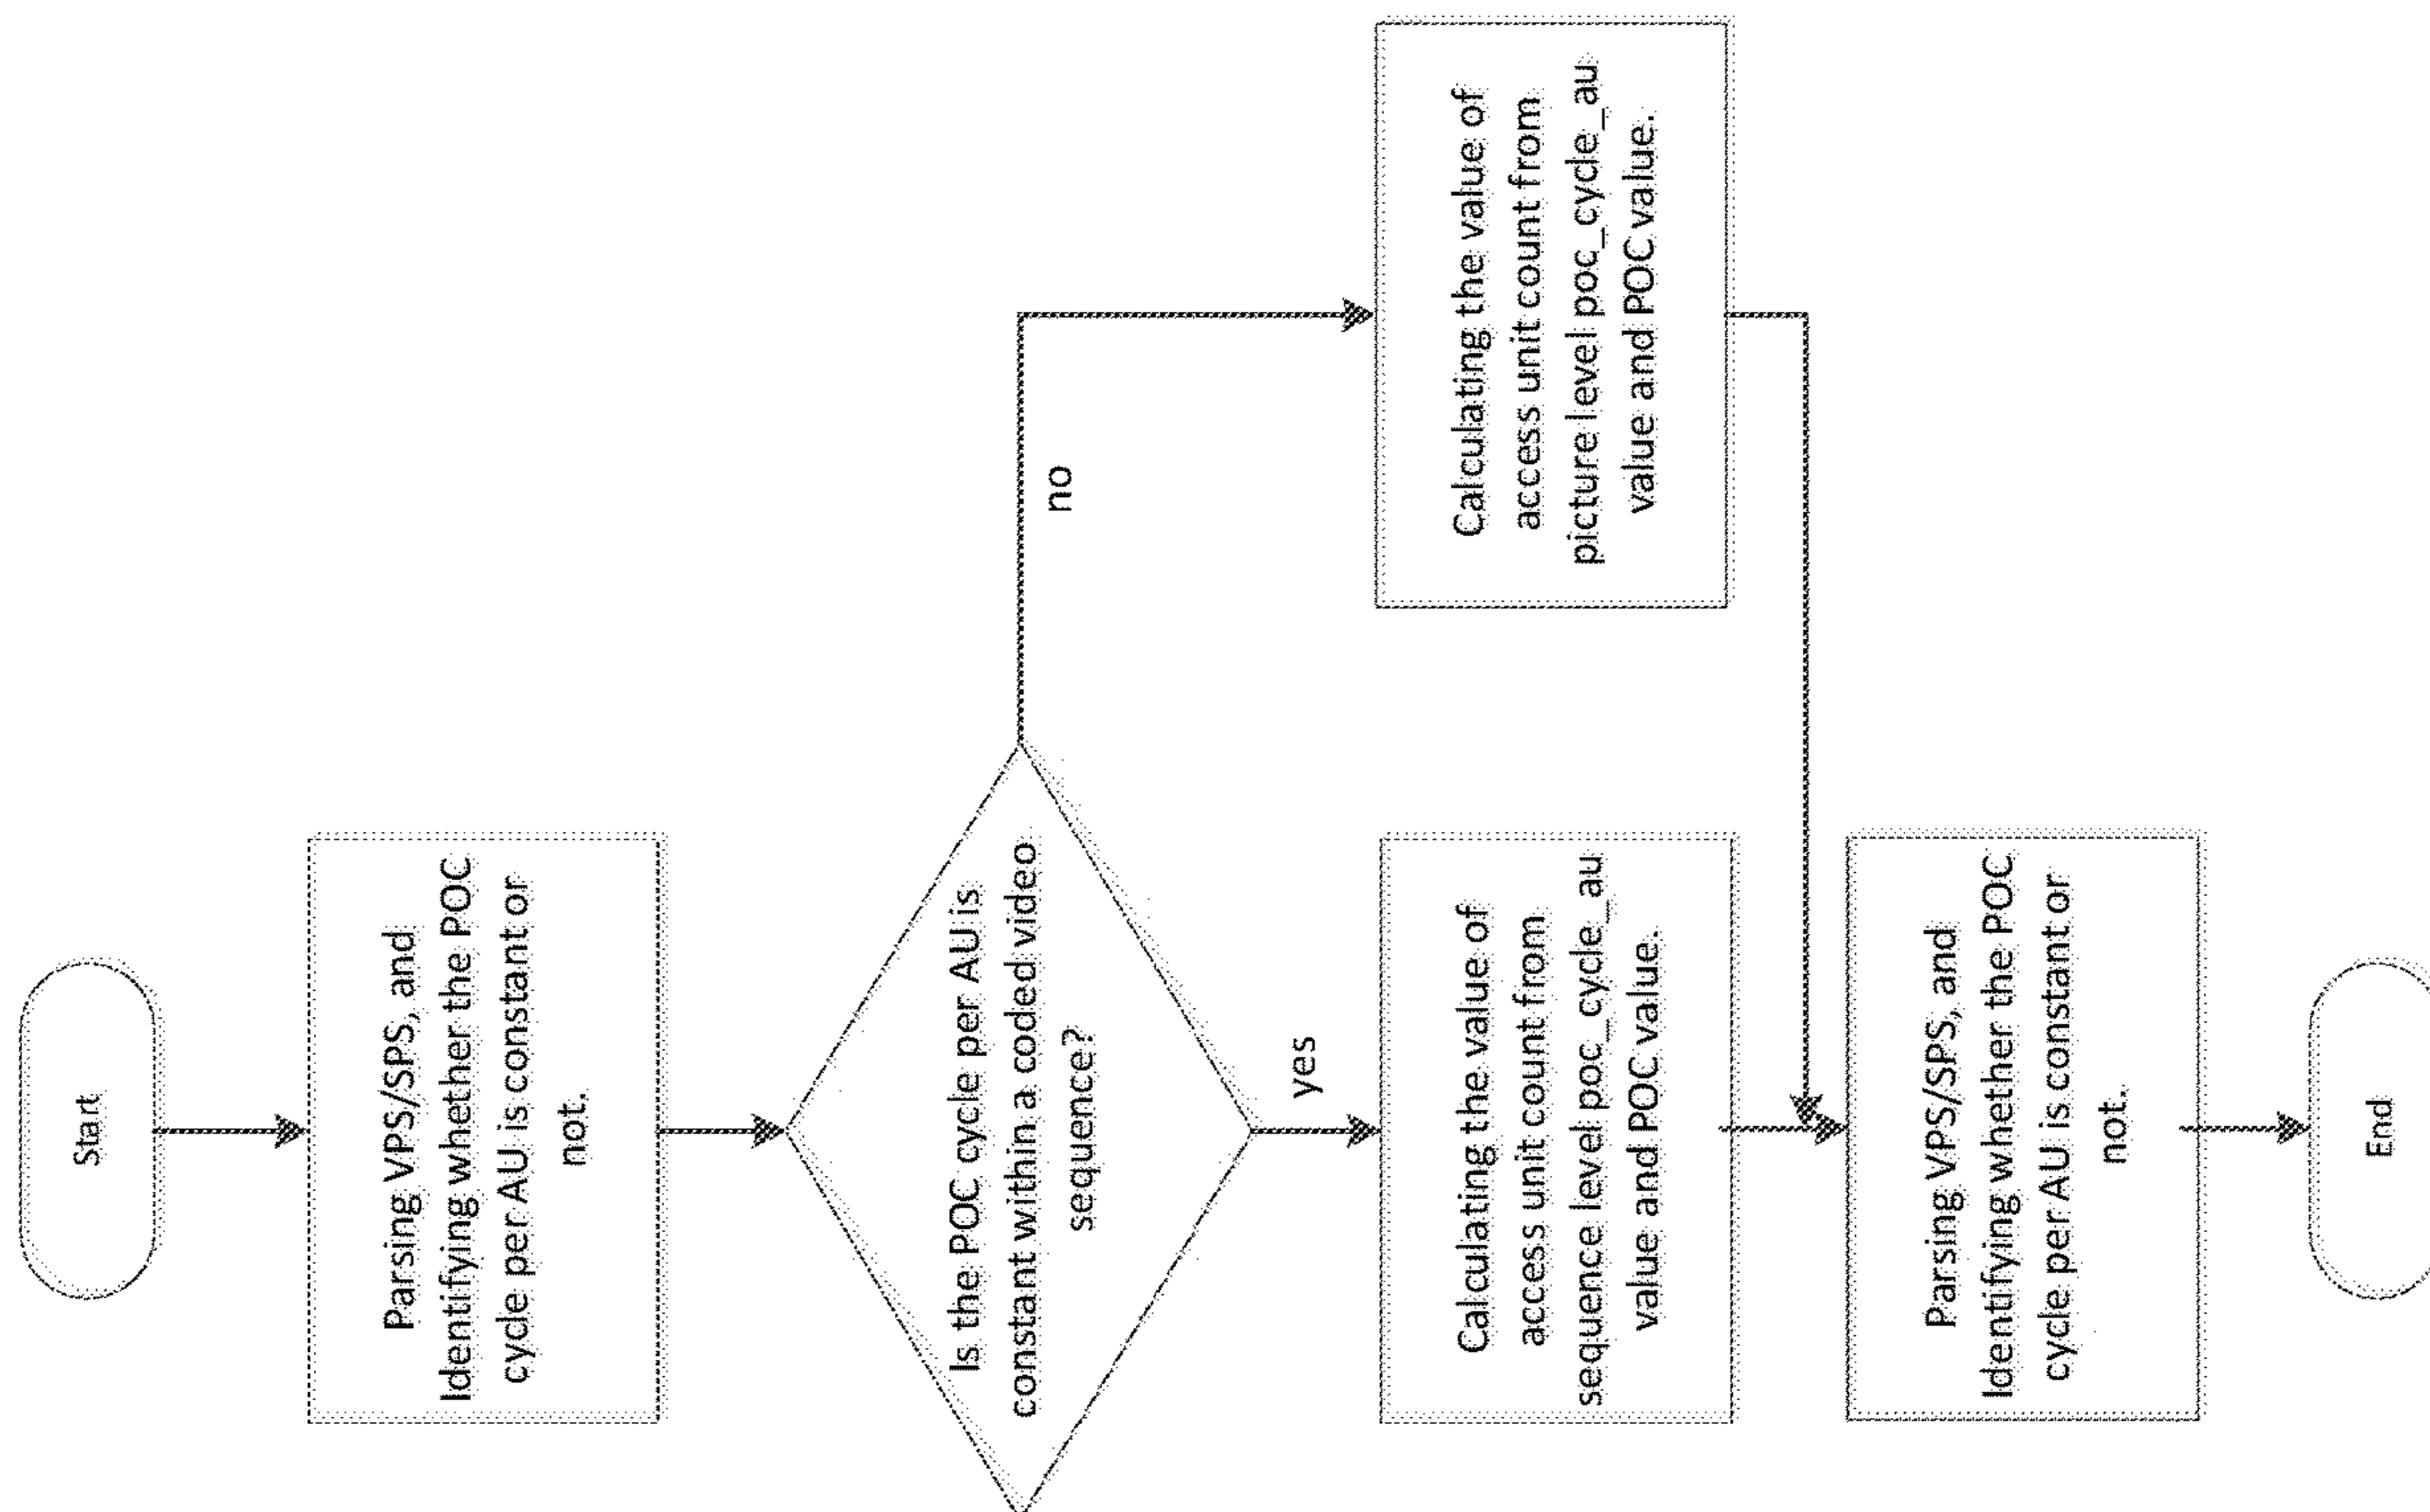 Start
Parsing VPS/SPS, and
Identifying whether the POC
cycle per AU is constant or
not.
Is the POC cycle per AU is
constant within a coded video
sequence?
no
yes
Calculating the value of
access unit count from
picture level poc_cycle_au
value and POC value.
Calculating the value of
access unit count from
sequence level poc_cycle_au
value and POC value.
Parsing VPS/SPS, and
Identifying whether the POC
cycle per AU is constant or
not.
End